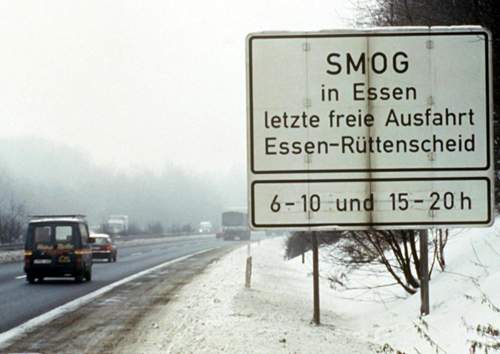 SMOG
in Essen
letzte freie Ausfahrt
Essen-Rüttenscheid
6-10 und 15-20 h